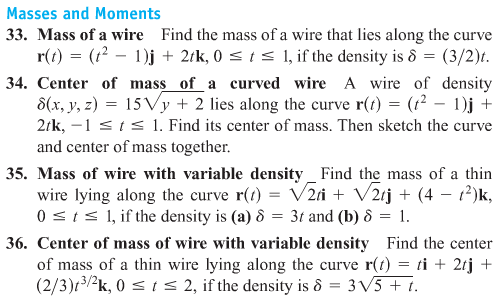 Masses and Moments
33. Mass of a wire Find the mass of a wire that lies along the curve
r(t) = (t² − 1)j + 2tk, 0 ≤ t ≤ 1, if the density is δ = (3/2)t.
34. Center of mass of a curved wire A wire of density
δ(x, y, z) = 15√(y + 2) lies along the curve r(t) = (t² − 1)j +
2tk, −1 ≤ t ≤ 1. Find its center of mass. Then sketch the curve
and center of mass together.
35. Mass of wire with variable density Find the mass of a thin
wire lying along the curve r(t) = √2ti + √2tj + (4 − t²)k,
0 ≤ t ≤ 1, if the density is (a) δ = 3t and (b) δ = 1.
36. Center of mass of wire with variable density Find the center
of mass of a thin wire lying along the curve r(t) = ti + 2tj +
(2/3)t^(3/2)k, 0 ≤ t ≤ 2, if the density is δ = 3√(5 + t).